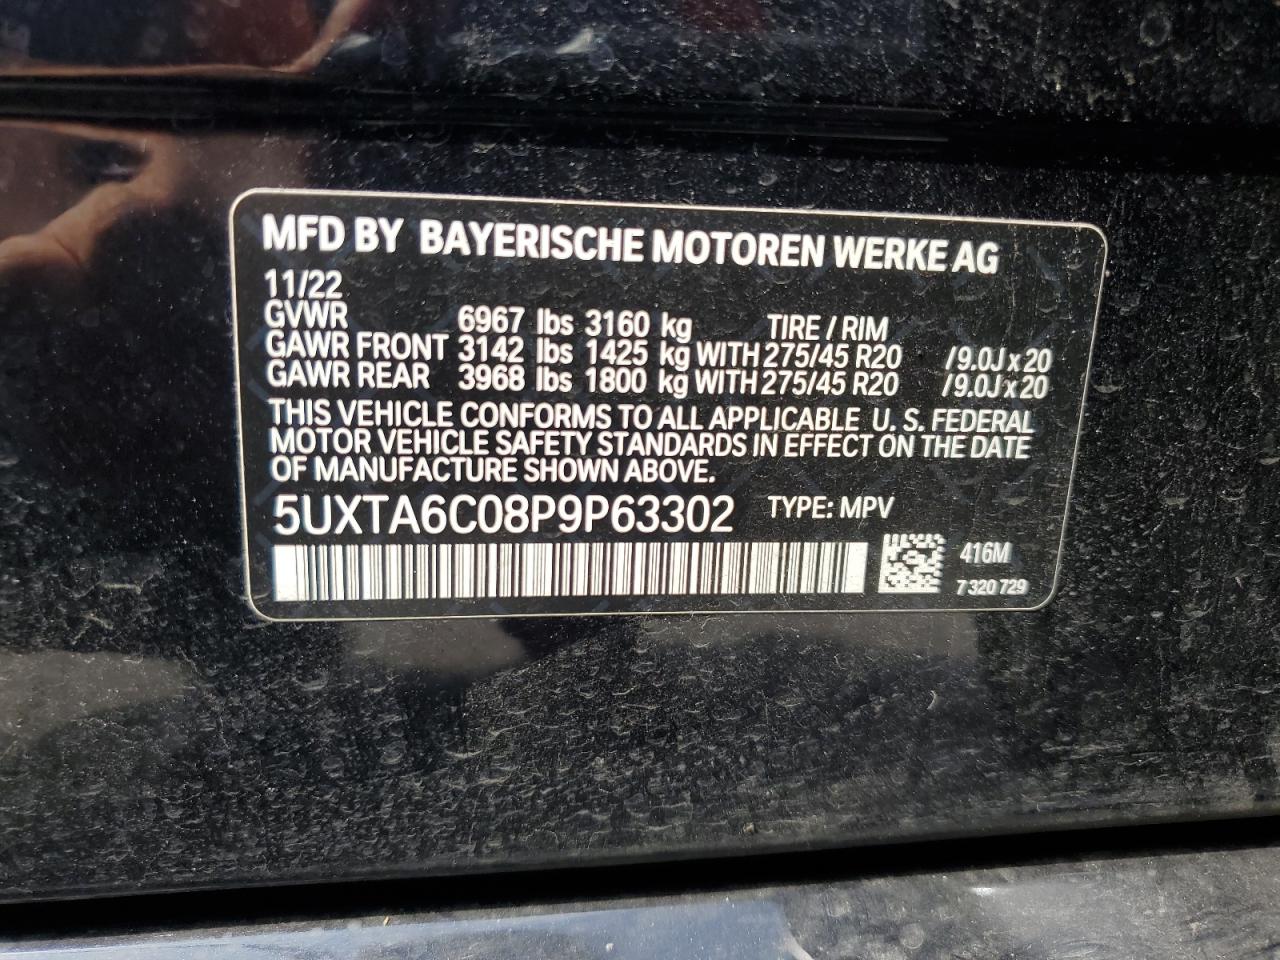 MFD BY BAYERISCHE MOTOREN WERKE AG
11/22
GVWR 6967 lbs 3160 kg TIRE / RIM
GAWR FRONT 3142 lbs 1425 kg WITH 275/45 R20 /9.0J x 20
GAWR REAR 3968 lbs 1800 kg WITH 275/45 R20 /9.0J x 20
THIS VEHICLE CONFORMS TO ALL APPLICABLE U. S. FEDERAL
MOTOR VEHICLE SAFETY STANDARDS IN EFFECT ON THE DATE
OF MANUFACTURE SHOWN ABOVE.
5UXTA6C08P9P63302 TYPE: MPV
416M
7 320 729